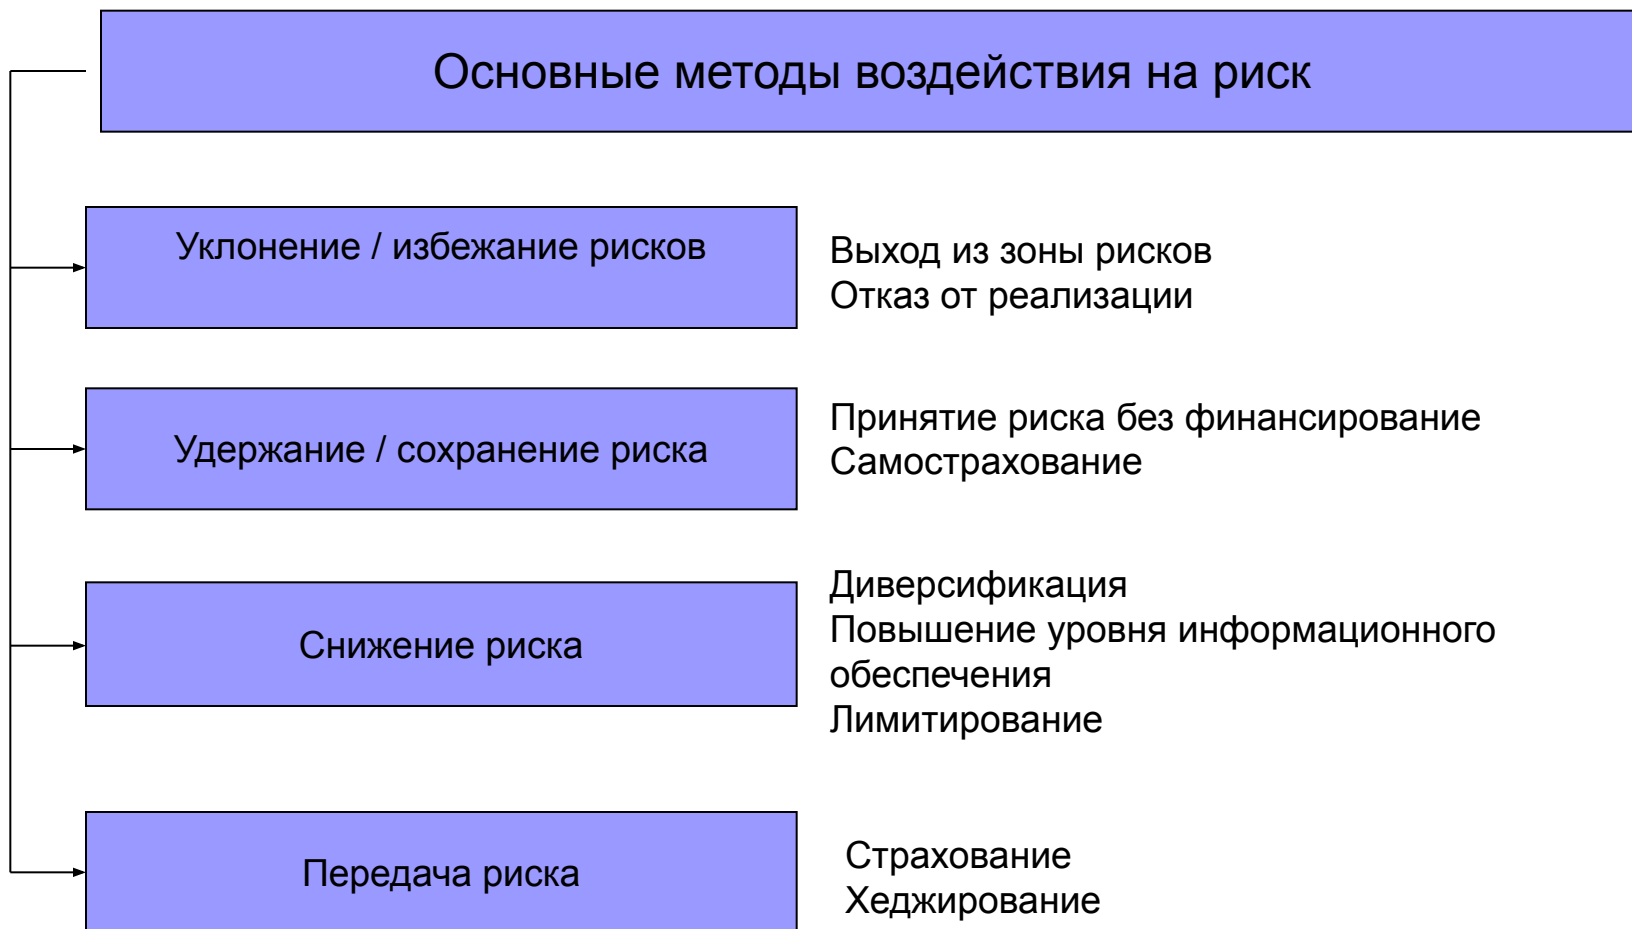 Основные методы воздействия на риск
Уклонение / избежание рисков
Выход из зоны рисков
Отказ от реализации
Удержание / сохранение риска
Принятие риска без финансирование
Самострахование
Снижение риска
Диверсификация
Повышение уровня информационного
обеспечения
Лимитирование
Передача риска
Страхование
Хеджирование